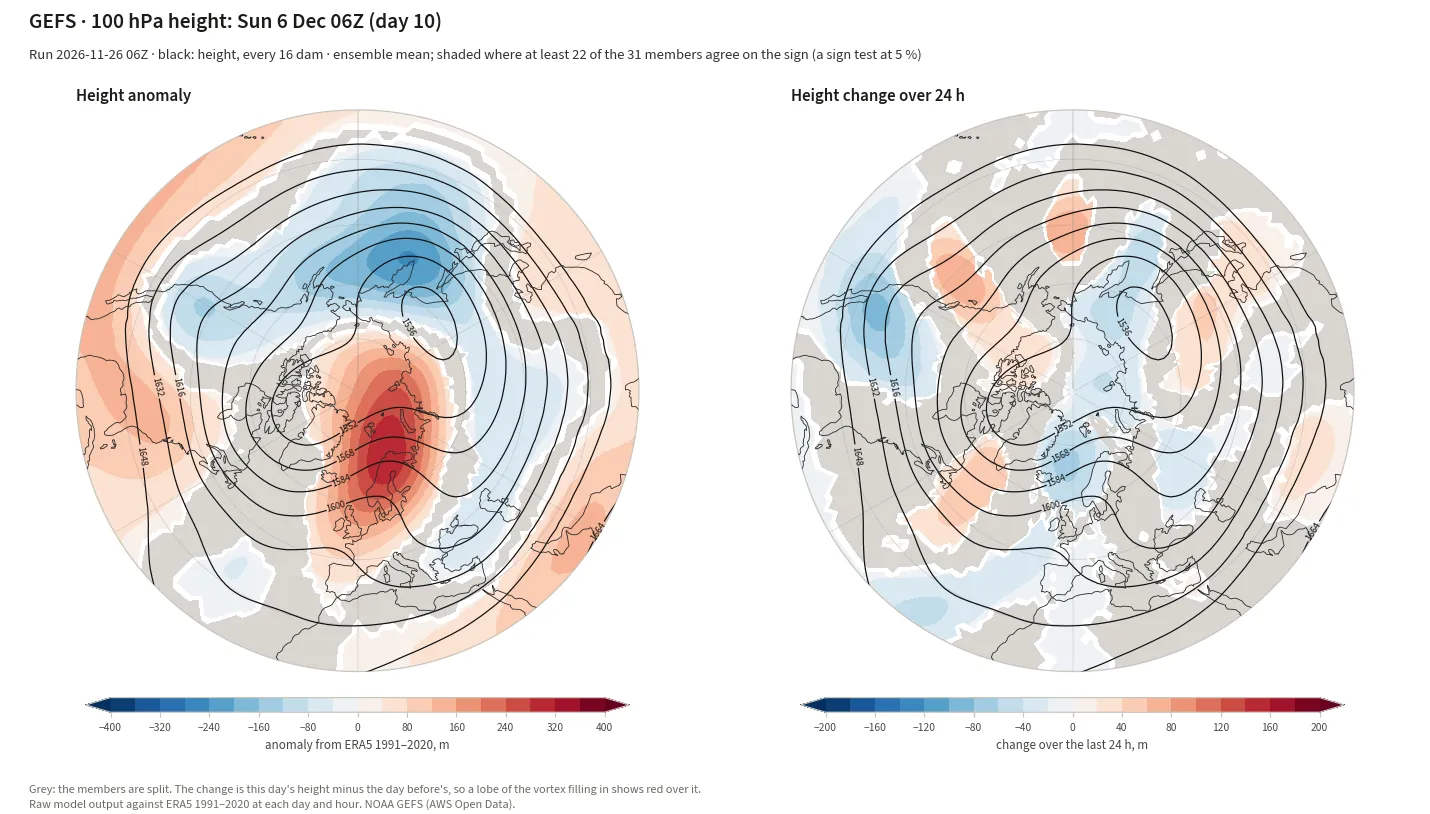 GEFS · 100 hPa height: Sun 6 Dec 06Z (day 10)
Run 2026-11-26 06Z · black: height, every 16 dam · ensemble mean; shaded where at least 22 of the 31 members agree on the sign (a sign test at 5 %)
Height anomaly
Height change over 24 h
1536
1632
1616
1648
1552
1568
1584
1600
1664
1536
1632
1616
1648
1552
1568
1584
1600
1664
−400 −320 −240 −160 −80 0 80 160 240 320 400
anomaly from ERA5 1991–2020, m
−200 −160 −120 −80 −40 0 40 80 120 160 200
change over the last 24 h, m
Grey: the members are split. The change is this day's height minus the day before's, so a lobe of the vortex filling in shows red over it.
Raw model output against ERA5 1991–2020 at each day and hour. NOAA GEFS (AWS Open Data).